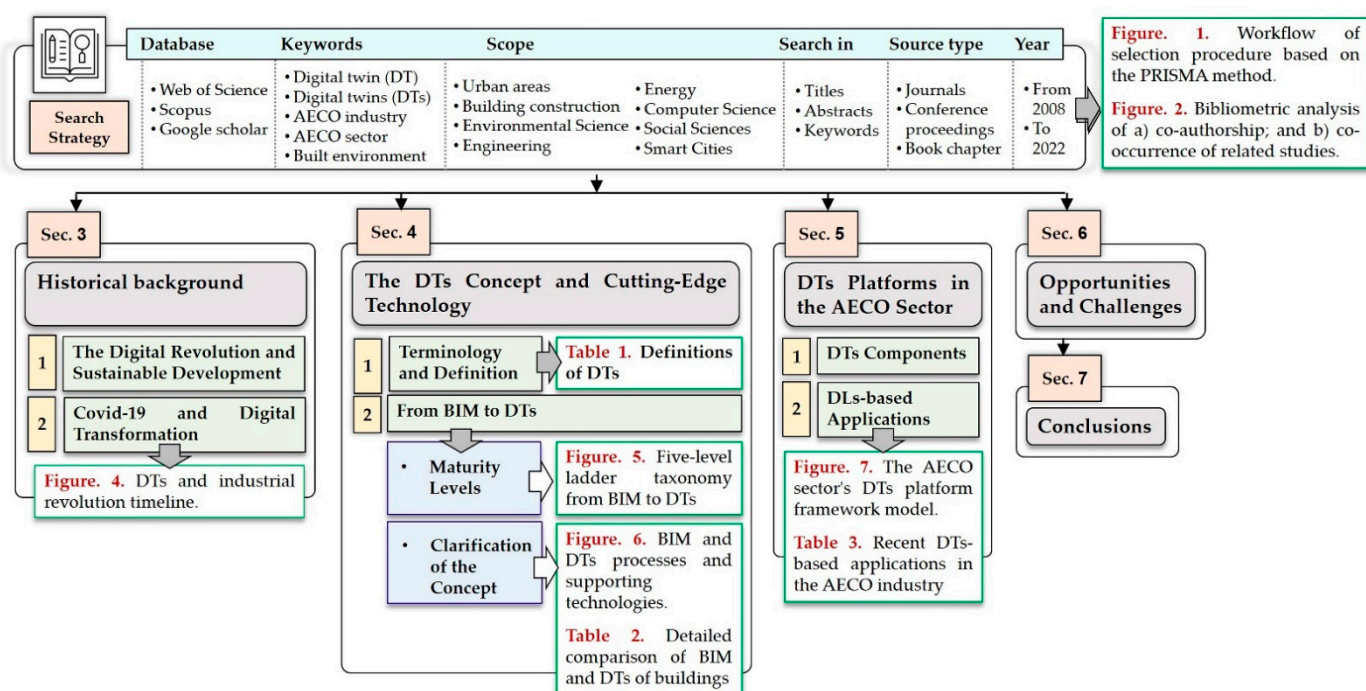 Search
Strategy
Database
Keywords
Scope
Search in
Source type
Year
• Web of Science
• Scopus
• Google scholar
• Digital twin (DT)
• Digital twins (DTs)
• AECO industry
• AECO sector
• Built environment
• Urban areas
• Building construction
• Environmental Science
• Engineering
• Energy
• Computer Science
• Social Sciences
• Smart Cities
• Titles
• Abstracts
• Keywords
• Journals
• Conference
proceedings
• Book chapter
• From
2008
• To
2022
Figure. 1. Workflow of
selection procedure based on
the PRISMA method.
Figure. 2. Bibliometric analysis
of a) co-authorship; and b) co-
occurrence of related studies.
Sec. 3
Historical background
1
The Digital Revolution and
Sustainable Development
2
Covid-19 and Digital
Transformation
Figure. 4. DTs and industrial
revolution timeline.
Sec. 4
The DTs Concept and Cutting-Edge
Technology
1
Terminology
and Definition
Table 1. Definitions
of DTs
2
From BIM to DTs
• Maturity
Levels
Figure. 5. Five-level
ladder taxonomy
from BIM to DTs
• Clarification
of the
Concept
Figure. 6. BIM and
DTs processes and
supporting
technologies.
Table 2. Detailed
comparison of BIM
and DTs of buildings
Sec. 5
DTs Platforms in
the AECO Sector
1
DTs Components
2
DLs-based
Applications
Figure. 7. The AECO
sector's DTs platform
framework model.
Table 3. Recent DTs-
based applications in
the AECO industry
Sec. 6
Opportunities
and Challenges
Sec. 7
Conclusions